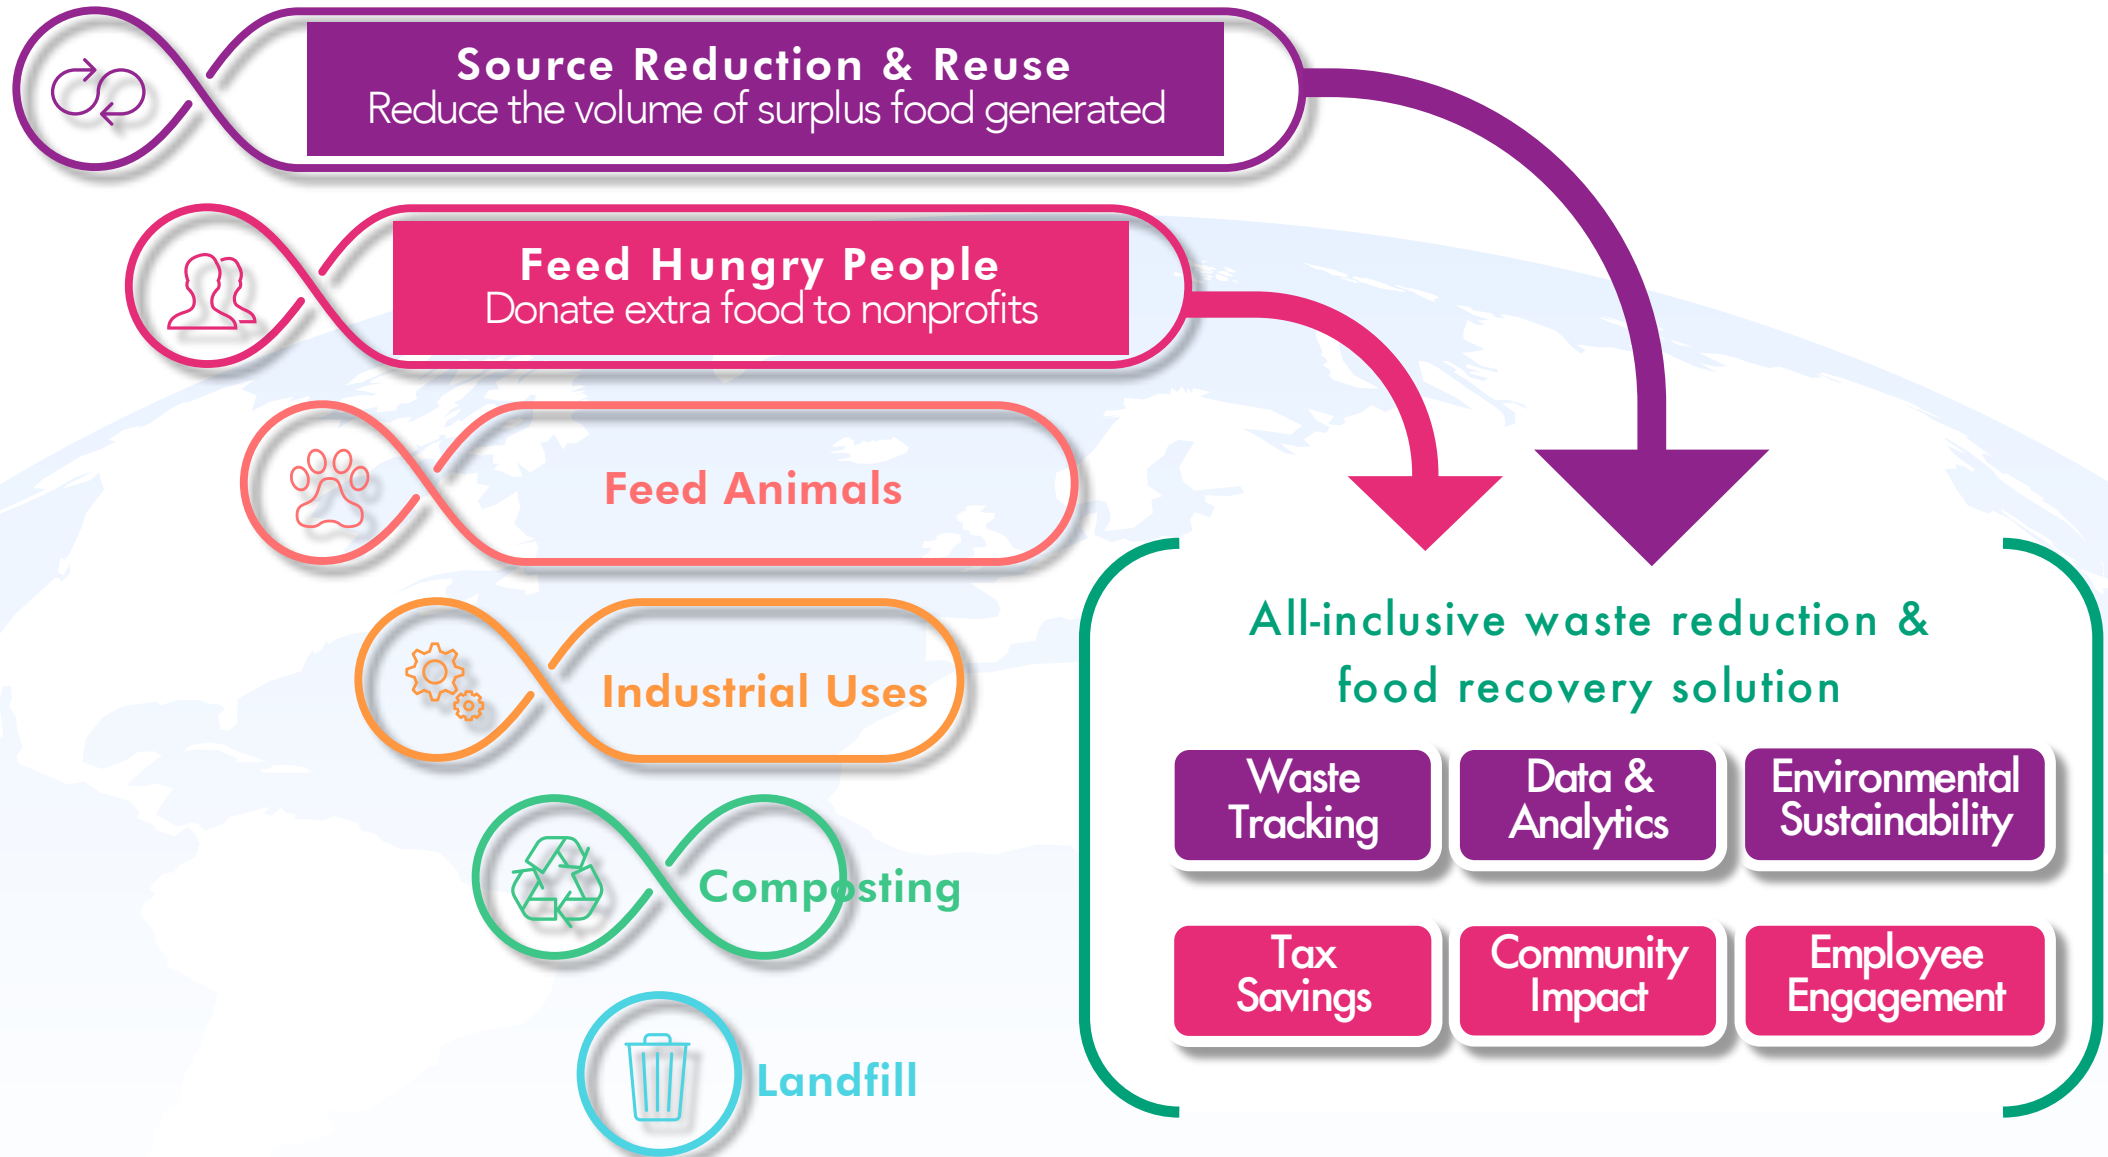 Source Reduction & Reuse
Reduce the volume of surplus food generated
Feed Hungry People
Donate extra food to nonprofits
Feed Animals
Industrial Uses
Composting
Landfill
All-inclusive waste reduction &
food recovery solution
Waste
Tracking
Data &
Analytics
Environmental
Sustainability
Tax
Savings
Community
Impact
Employee
Engagement